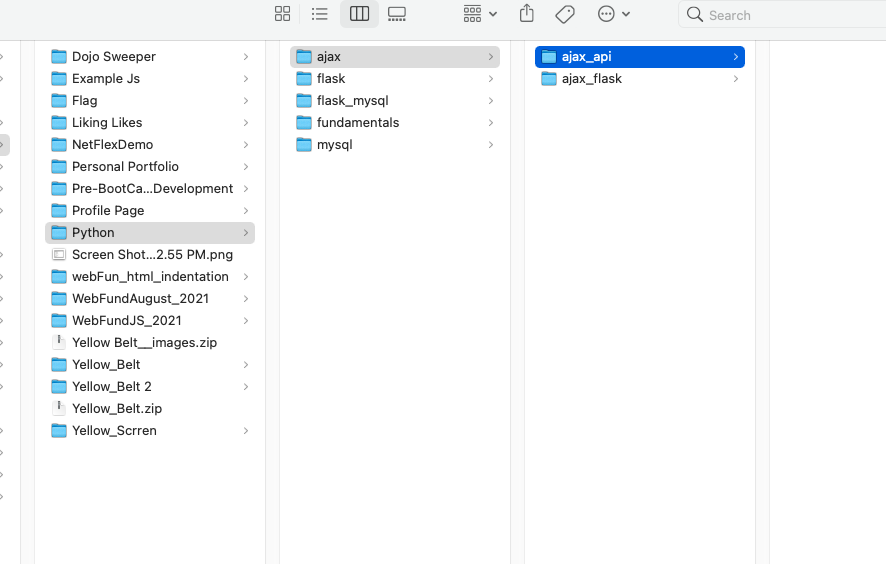 Search
Dojo Sweeper
Example Js
Flag
Liking Likes
NetFlexDemo
Personal Portfolio
Pre-BootCa...Development
Profile Page
Python
Screen Shot...2.55 PM.png
webFun_html_indentation
WebFundAugust_2021
WebFundJS_2021
Yellow Belt__images.zip
Yellow_Belt
Yellow_Belt 2
Yellow_Belt.zip
Yellow_Scrren
ajax
flask
flask_mysql
fundamentals
mysql
ajax_api
ajax_flask